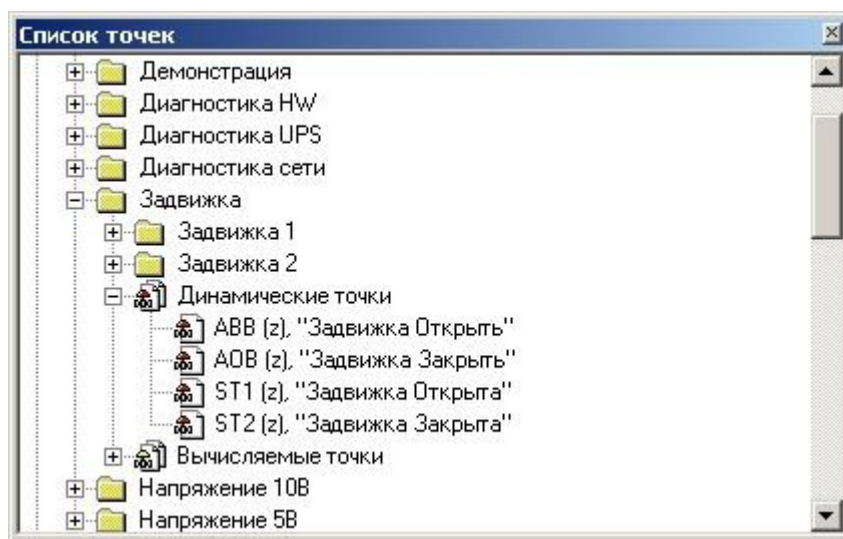 Список точек
Демонстрация
Диагностика HW
Диагностика UPS
Диагностика сети
Задвижка
Задвижка 1
Задвижка 2
Динамические точки
ABB (z), "Задвижка Открыть"
AOB (z), "Задвижка Закрыть"
ST1 (z), "Задвижка Открыта"
ST2 (z), "Задвижка Закрыта"
Вычисляемые точки
Напряжение 10В
Напряжение 5В